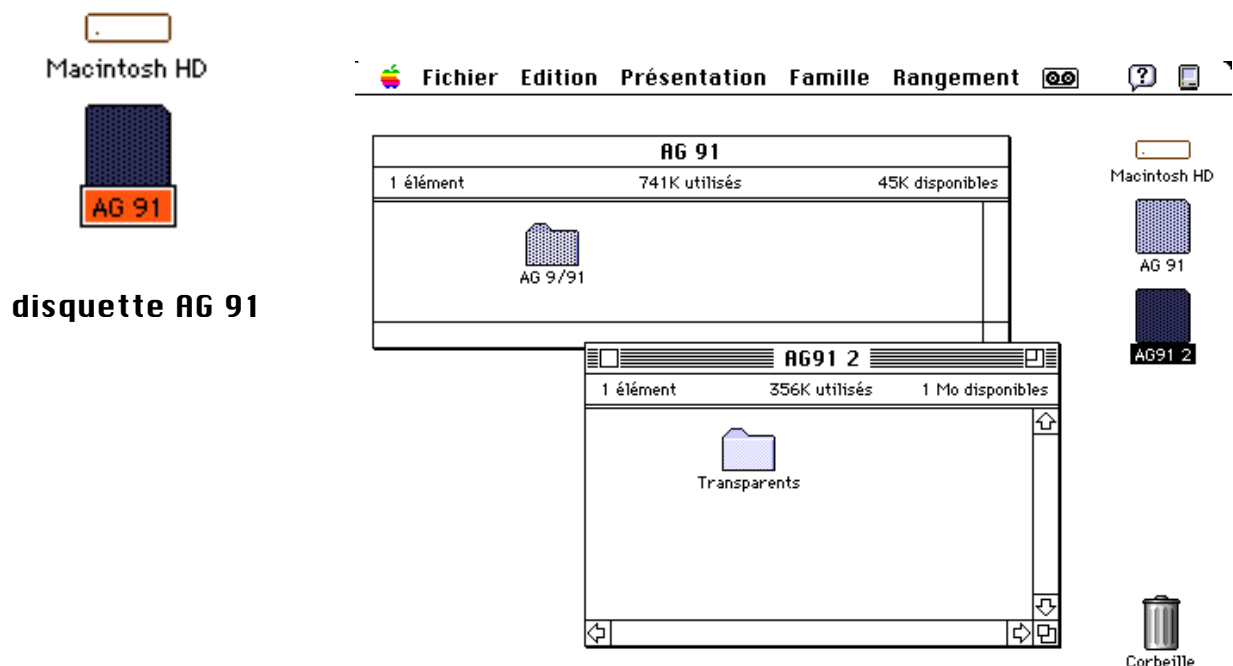 Macintosh HD
AG 91
disquette AG 91
Fichier Edition Présentation Famille Rangement
AG 91
1 élément 741K utilisés 45K disponibles
AG 9/91
Macintosh HD
AG 91
AG91 2
AG91 2
1 élément 356K utilisés 1 Mo disponibles
Transparents
Corbeille